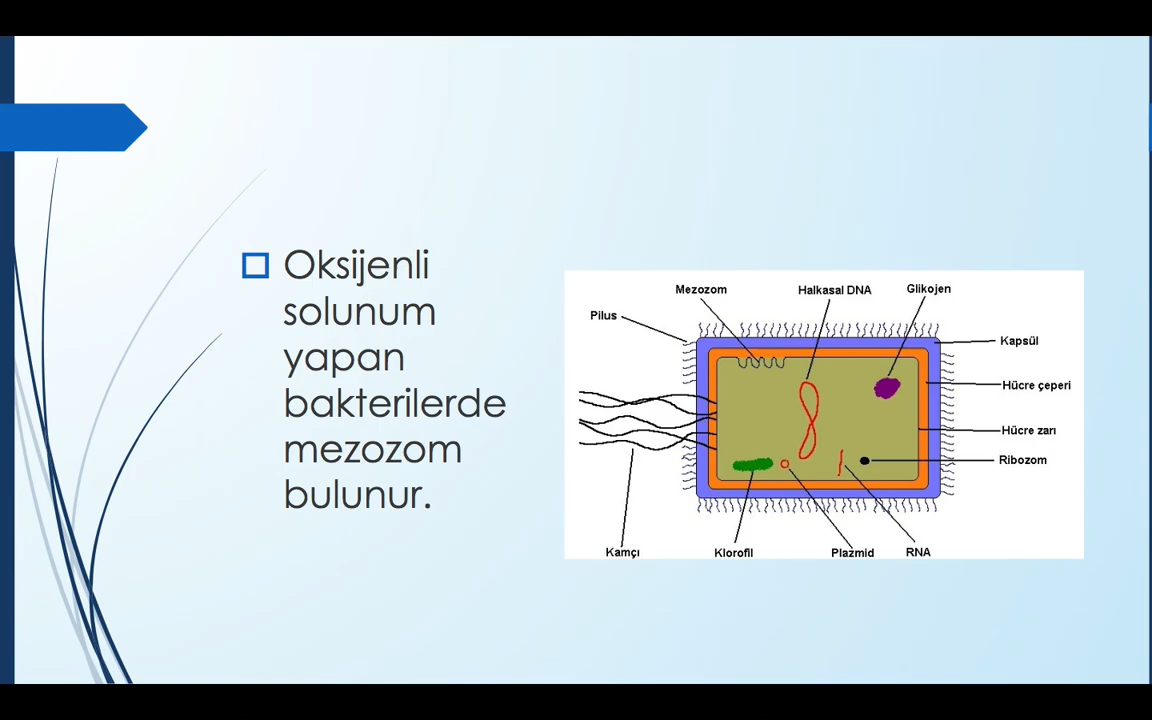 Oksijenli
solunum
yapan
bakterilerde
mezozom
bulunur.
Mezozom
Halkasal DNA
Glikojen
Pilus
Kapsül
Hücre çeperi
Hücre zarı
Ribozom
Kamçı
Klorofil
Plazmid
RNA